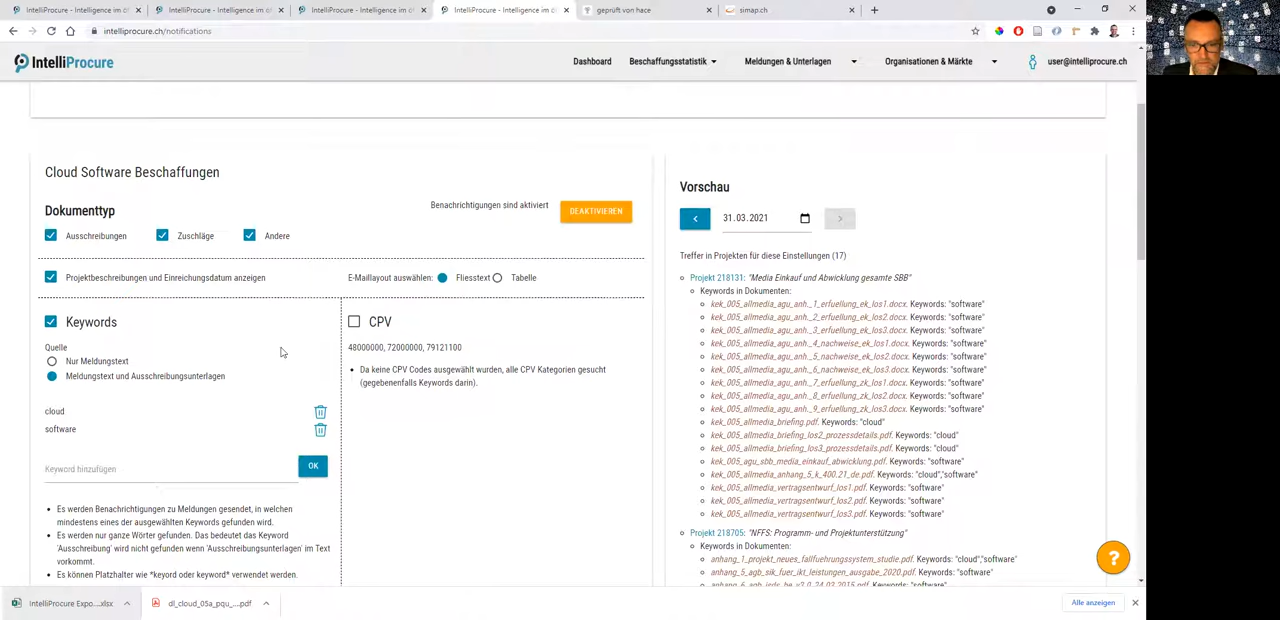 IntelliProcure - Intelligence im öf
IntelliProcure - Intelligence im öf
IntelliProcure - Intelligence im öf
IntelliProcure - Intelligence im öf
geprüft von hace
simap.ch
intelliprocure.ch/notifications
IntelliProcure
Dashboard
Beschaffungsstatistik
Meldungen & Unterlagen
Organisationen & Märkte
user@intelliprocure.ch
Cloud Software Beschaffungen
Dokumenttyp
Benachrichtigungen sind aktiviert
DEAKTIVIEREN
Ausschreibungen
Zuschläge
Andere
Projektbeschreibungen und Einreichungsdatum anzeigen
E-Maillayout auswählen:
Fliesstext
Tabelle
Keywords
Quelle
Nur Meldungstext
Meldungstext und Ausschreibungsunterlagen
cloud
software
Keyword hinzufügen
OK
• Es werden Benachrichtigungen zu Meldungen gesendet, in welchen
mindestens eines der ausgewählten Keywords gefunden wird.
• Es werden nur ganze Wörter gefunden. Das bedeutet das Keyword
'Ausschreibung' wird nicht gefunden wenn 'Ausschreibungsunterlagen' im Text
vorkommt.
• Es können Platzhalter wie *keyord oder keyword* verwendet werden.
CPV
48000000, 72000000, 79121100
• Da keine CPV Codes ausgewählt wurden, alle CPV Kategorien gesucht
(gegebenenfalls Keywords darin).
Vorschau
31.03.2021
Treffer in Projekten für diese Einstellungen (17)
Projekt 218131: "Media Einkauf und Abwicklung gesamte SBB"
Keywords in Dokumenten:
kek_005_allmedia_agu_anh._1_erfuellung_ek_los1.docx. Keywords: "software"
kek_005_allmedia_agu_anh._2_erfuellung_ek_los2.docx. Keywords: "software"
kek_005_allmedia_agu_anh._3_erfuellung_ek_los3.docx. Keywords: "software"
kek_005_allmedia_agu_anh._4_nachweise_ek_los1.docx. Keywords: "software"
kek_005_allmedia_agu_anh._5_nachweise_ek_los2.docx. Keywords: "software"
kek_005_allmedia_agu_anh._6_nachweise_ek_los3.docx. Keywords: "software"
kek_005_allmedia_agu_anh._7_erfuellung_zk_los1.docx. Keywords: "software"
kek_005_allmedia_agu_anh._8_erfuellung_zk_los2.docx. Keywords: "software"
kek_005_allmedia_agu_anh._9_erfuellung_zk_los3.docx. Keywords: "software"
kek_005_allmedia_briefing.pdf. Keywords: "cloud"
kek_005_allmedia_briefing_los2_prozessdetails.pdf. Keywords: "cloud"
kek_005_allmedia_briefing_los3_prozessdetails.pdf. Keywords: "cloud"
kek_005_agu_sbb_media_einkauf_abwicklung.pdf. Keywords: "software"
kek_005_allmedia_anhang_5_k_400.21_de.pdf. Keywords: "cloud","software"
kek_005_allmedia_vertragsentwurf_los1.pdf. Keywords: "software"
kek_005_allmedia_vertragsentwurf_los2.pdf. Keywords: "software"
kek_005_allmedia_vertragsentwurf_los3.pdf. Keywords: "software"
Projekt 218705: "NFFS: Programm- und Projektunterstützung"
Keywords in Dokumenten:
anhang_1_projekt_neues_fallfuehrungssystem_studie.pdf. Keywords: "cloud","software"
anhang_5_agb_sik_fuer_ikt_leistungen_ausgabe_2020.pdf. Keywords: "software"
?
IntelliProcure Expo....xlsx
dl_cloud_05a_pqu_....pdf
Alle anzeigen